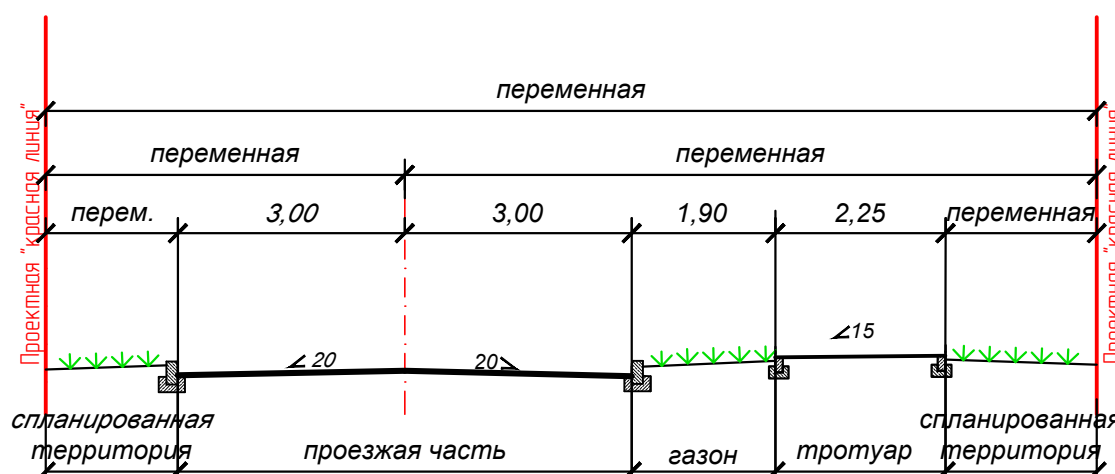 переменная
переменная переменная
перем. 3,00 3,00 1,90 2,25 переменная
Проектная "красная линия"
Проектная "красная линия"
20 20 15
спланированная территория
проезжая часть
газон
тротуар
спланированная территория